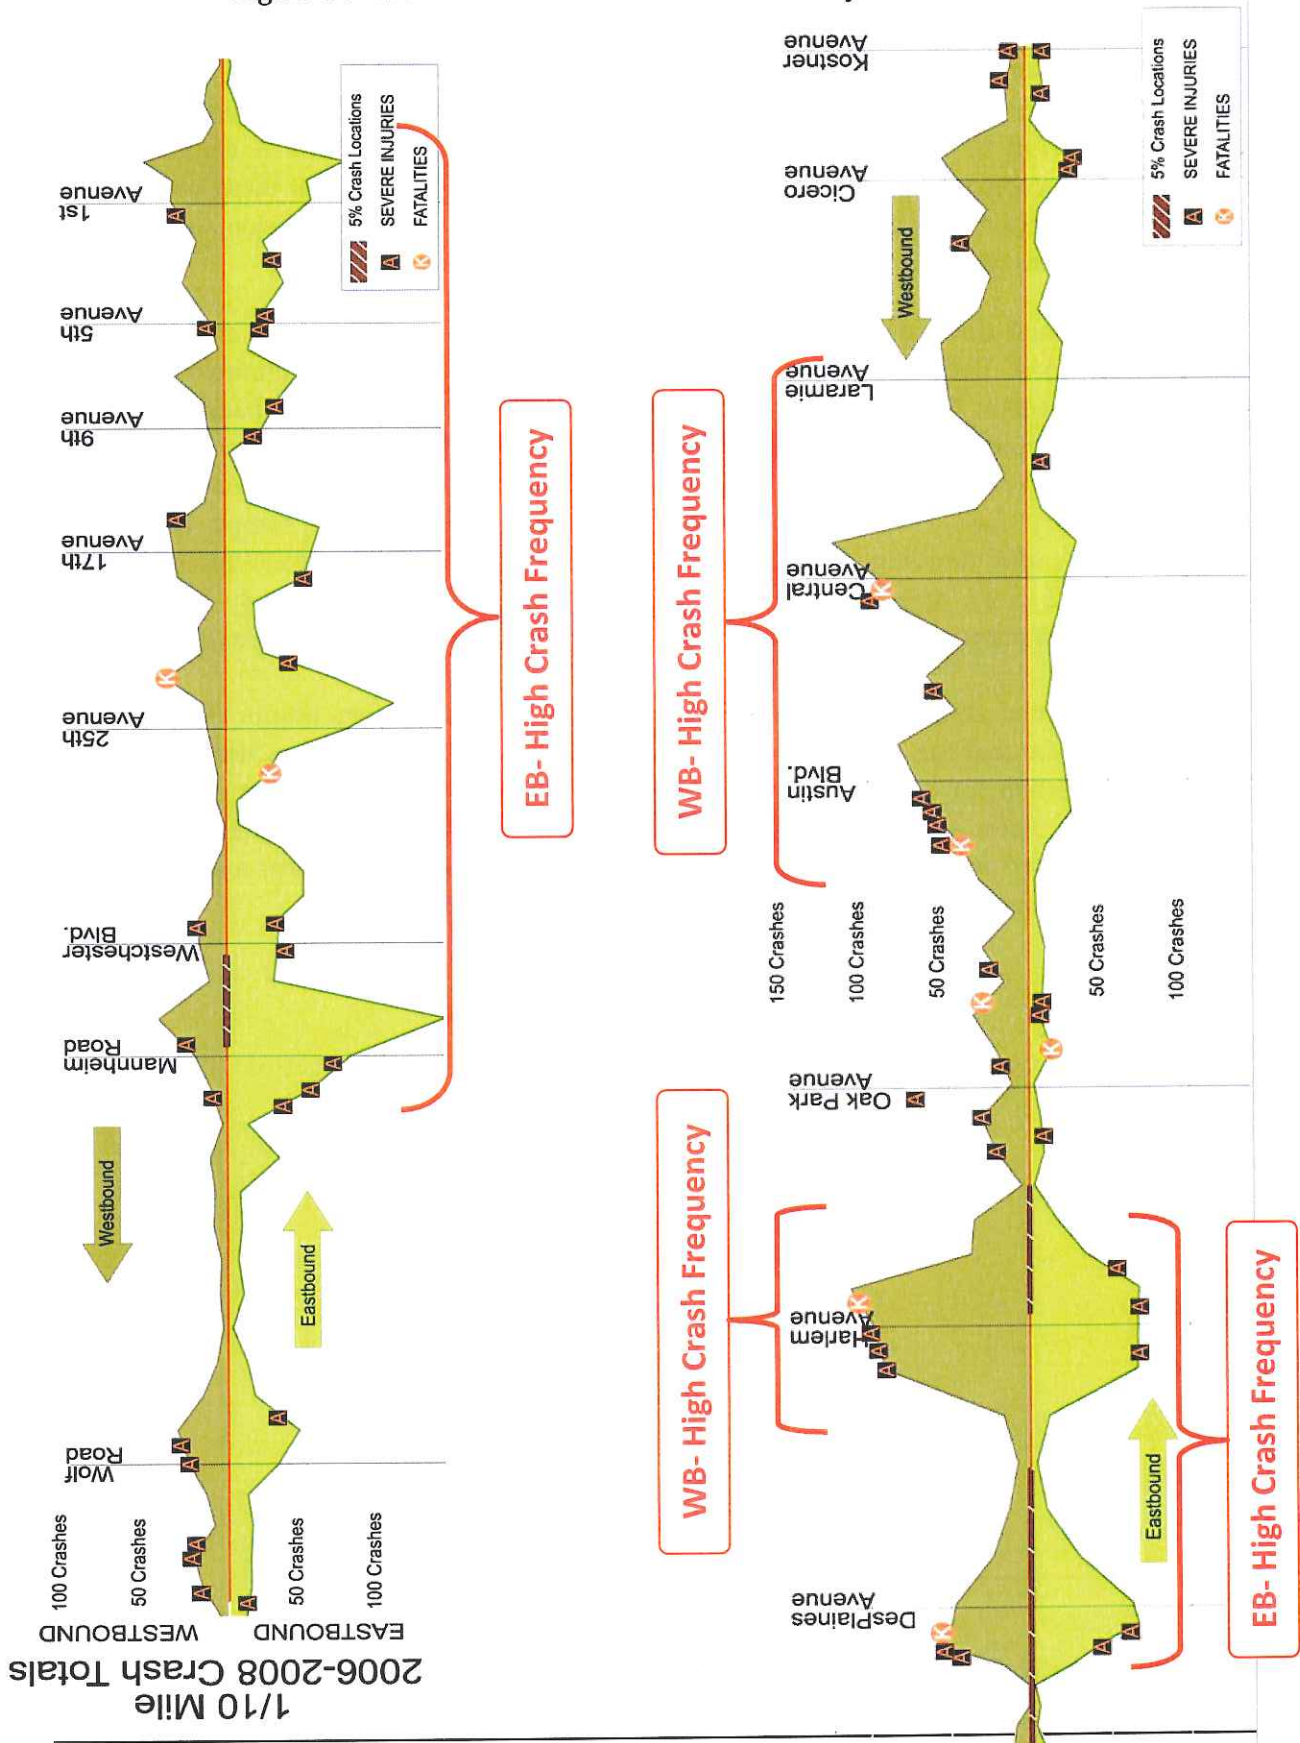 1/10 Mile
2006-2008 Crash Totals
WESTBOUND
EASTBOUND
100 Crashes
50 Crashes
50 Crashes
100 Crashes
Wolf
Road
Westbound
Eastbound
Mannheim
Road
Westchester
Blvd.
25th
Avenue
17th
Avenue
9th
Avenue
5th
Avenue
1st
Avenue
5% Crash Locations
A SEVERE INJURIES
K FATALITIES
EB- High Crash Frequency
DesPlaines
Avenue
Eastbound
Harlem
Avenue
WB- High Crash Frequency
EB- High Crash Frequency
Oak Park
Avenue
150 Crashes
100 Crashes
50 Crashes
50 Crashes
100 Crashes
Austin
Blvd.
Central
Avenue
WB- High Crash Frequency
Laramie
Avenue
Westbound
Cicero
Avenue
Kostner
Avenue
5% Crash Locations
A SEVERE INJURIES
K FATALITIES